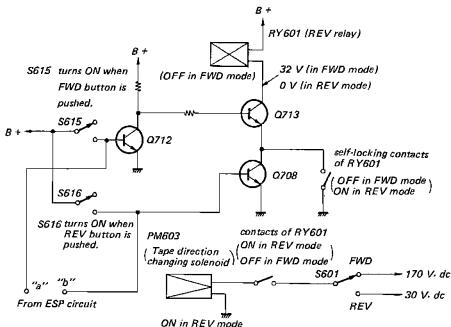 B +
RY601 (REV relay)
B +
(OFF in FWD mode)
32 V (in FWD mode)
0 V (in REV mode)
S615 turns ON when
FWD button is
pushed.
Q713
S615
B +
Q712
self-locking contacts
of RY601
(OFF in FWD mode
ON in REV mode)
Q708
S616
S616 turns ON when
REV button is
pushed.
PM603
(Tape direction
changing solenoid)
contacts of RY601
(ON in REV mode
OFF in FWD mode)
S601
FWD
170 V. dc
30 V. dc
REV
"a" "b"
From ESP circuit
ON in REV mode